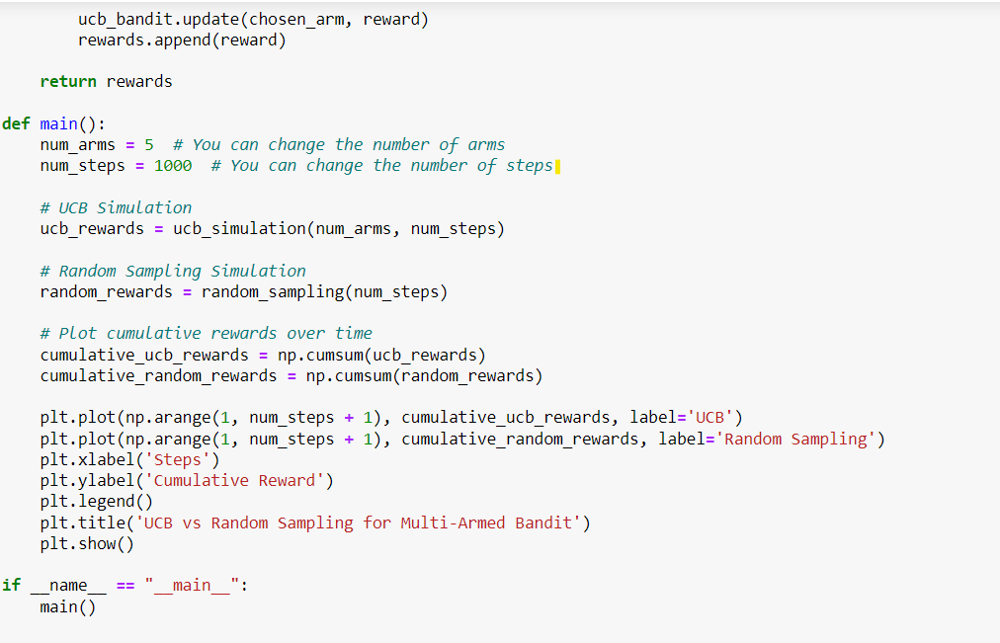 ucb_bandit.update(chosen_arm, reward)
        rewards.append(reward)

    return rewards

def main():
    num_arms = 5  # You can change the number of arms
    num_steps = 1000  # You can change the number of steps

    # UCB Simulation
    ucb_rewards = ucb_simulation(num_arms, num_steps)

    # Random Sampling Simulation
    random_rewards = random_sampling(num_steps)

    # Plot cumulative rewards over time
    cumulative_ucb_rewards = np.cumsum(ucb_rewards)
    cumulative_random_rewards = np.cumsum(random_rewards)

    plt.plot(np.arange(1, num_steps + 1), cumulative_ucb_rewards, label='UCB')
    plt.plot(np.arange(1, num_steps + 1), cumulative_random_rewards, label='Random Sampling')
    plt.xlabel('Steps')
    plt.ylabel('Cumulative Reward')
    plt.legend()
    plt.title('UCB vs Random Sampling for Multi-Armed Bandit')
    plt.show()

if __name__ == "__main__":
    main()